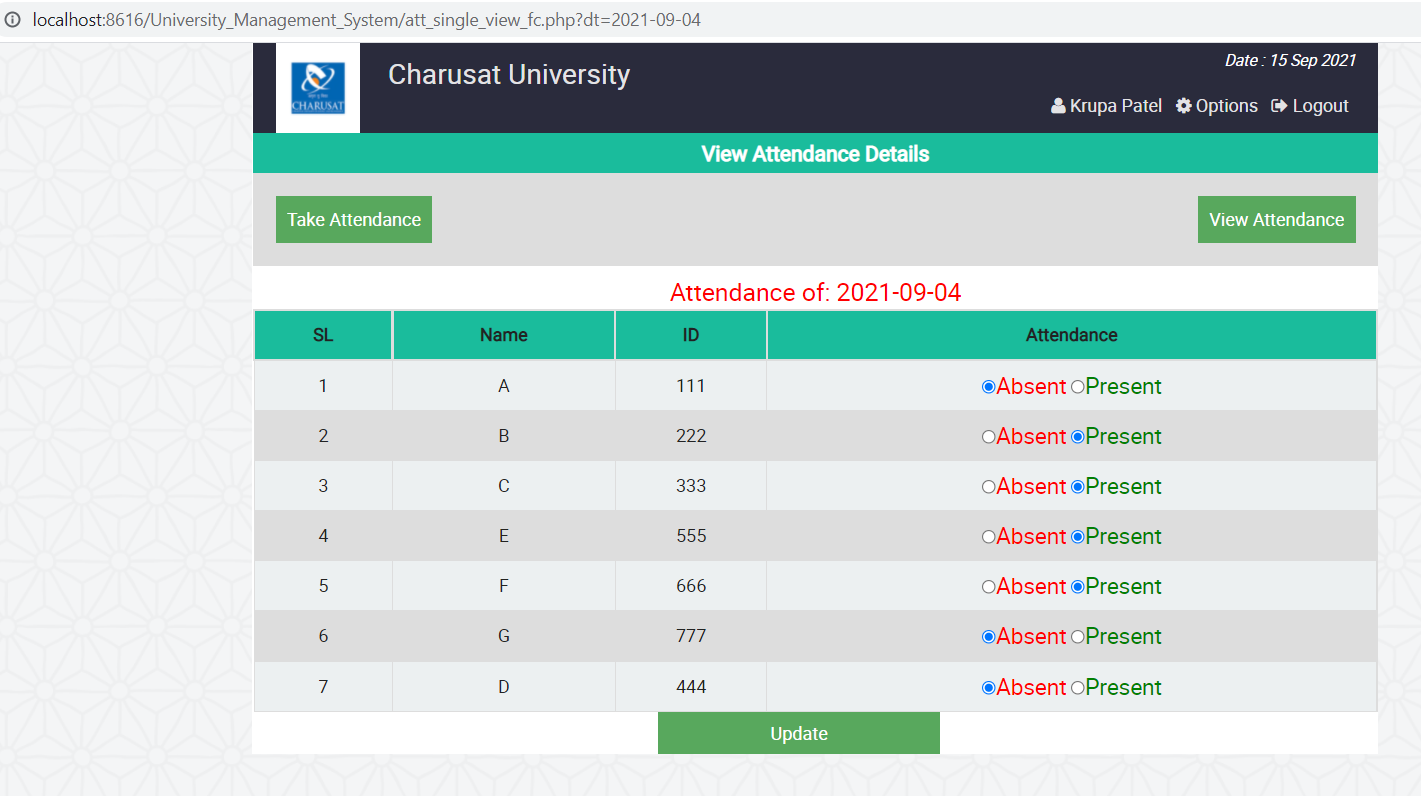 localhost:8616/University_Management_System/att_single_view_fc.php?dt=2021-09-04
CHARUSAT
Charusat University
Date : 15 Sep 2021
Krupa Patel Options Logout
View Attendance Details
Take Attendance View Attendance
Attendance of: 2021-09-04
SL Name ID Attendance
1 A 111 Absent Present
2 B 222 Absent Present
3 C 333 Absent Present
4 E 555 Absent Present
5 F 666 Absent Present
6 G 777 Absent Present
7 D 444 Absent Present
Update